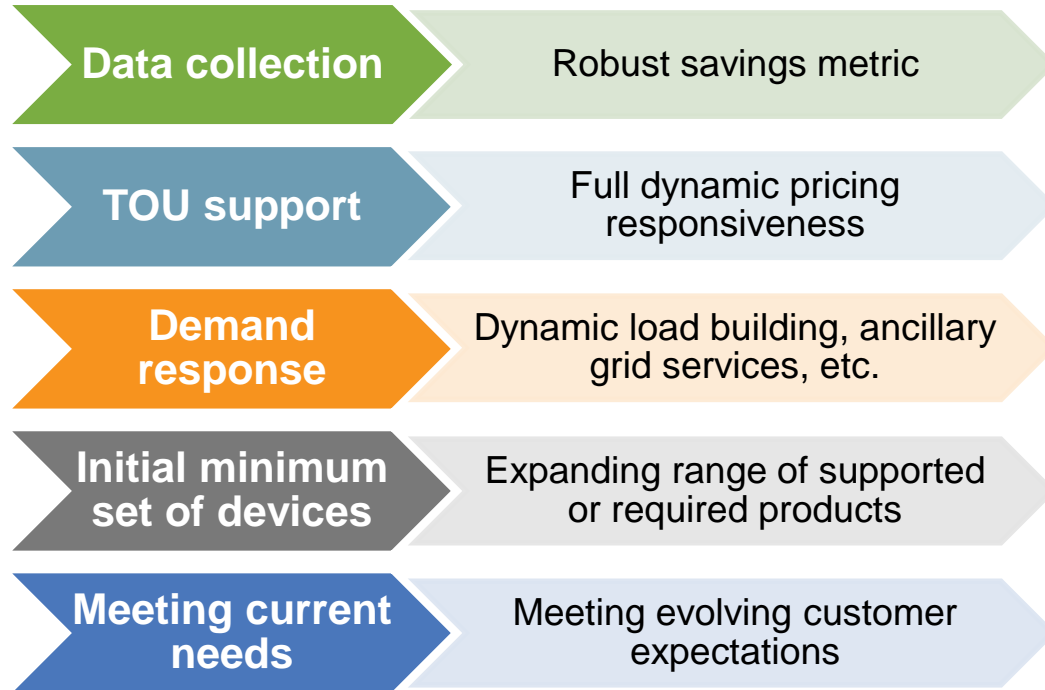 Data collection
Robust savings metric
TOU support
Full dynamic pricing
responsiveness
Demand
response
Dynamic load building, ancillary
grid services, etc.
Initial minimum
set of devices
Expanding range of supported
or required products
Meeting current
needs
Meeting evolving customer
expectations